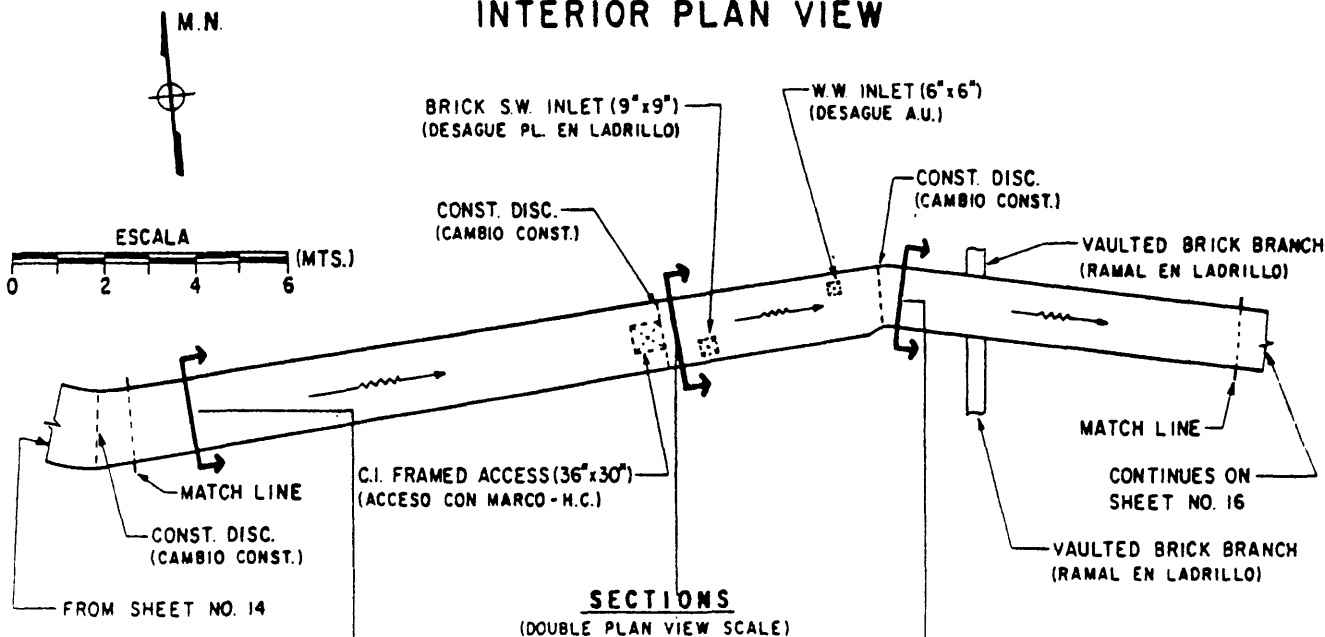 INTERIOR PLAN VIEW
M.N.
BRICK S.W. INLET (9"x9")
(DESAGUE PL. EN LADRILLO)
W.W. INLET (6"x6")
(DESAGUE A.U.)
CONST. DISC.
(CAMBIO CONST.)
CONST. DISC.
(CAMBIO CONST.)
ESCALA
(MTS.)
0 2 4 6
VAULTED BRICK BRANCH
(RAMAL EN LADRILLO)
MATCH LINE
C.I. FRAMED ACCESS (36"x30")
(ACCESO CON MARCO-H.C.)
MATCH LINE
CONTINUES ON
SHEET NO. 16
CONST. DISC.
(CAMBIO CONST.)
VAULTED BRICK BRANCH
(RAMAL EN LADRILLO)
FROM SHEET NO. 14
SECTIONS
(DOUBLE PLAN VIEW SCALE)